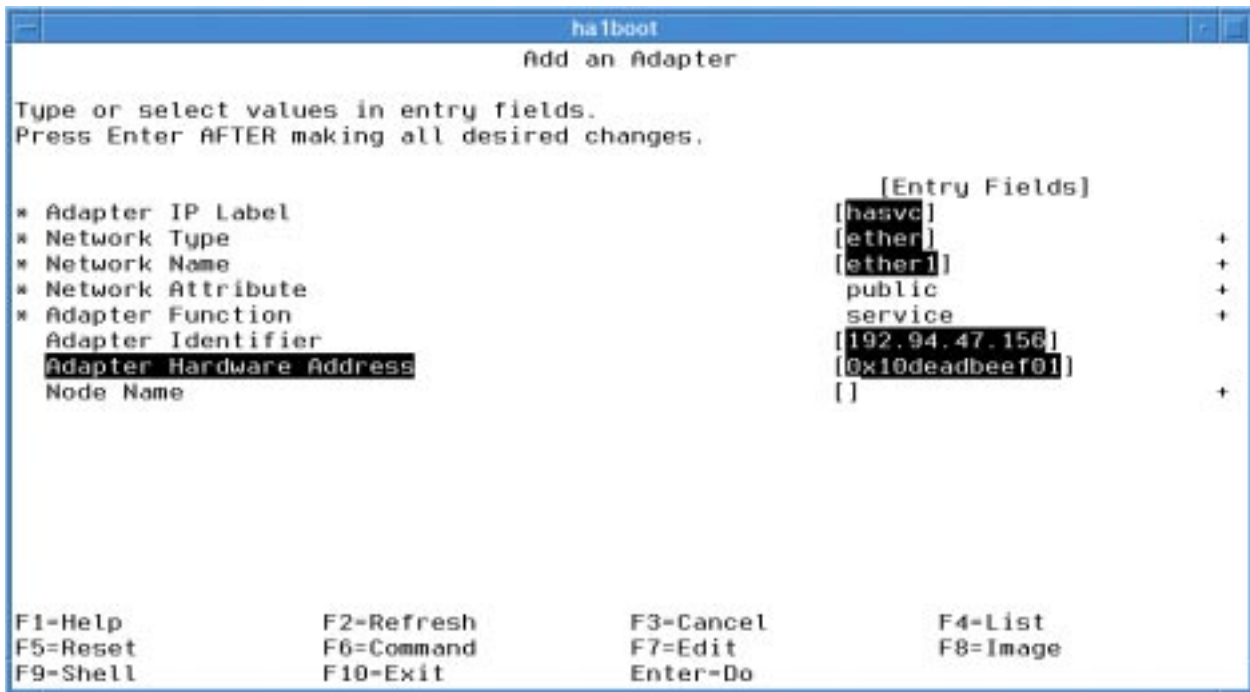 ha1boot
Add an Adapter
Type or select values in entry fields.
Press Enter AFTER making all desired changes.
[Entry Fields]
* Adapter IP Label [hasvc]
* Network Type [ether] +
* Network Name [ether1] +
* Network Attribute public +
* Adapter Function service +
Adapter Identifier [192.94.47.156]
Adapter Hardware Address [0x10deadbeef01]
Node Name [] +
F1=Help F2=Refresh F3=Cancel F4=List
F5=Reset F6=Command F7=Edit F8=Image
F9=Shell F10=Exit Enter=Do